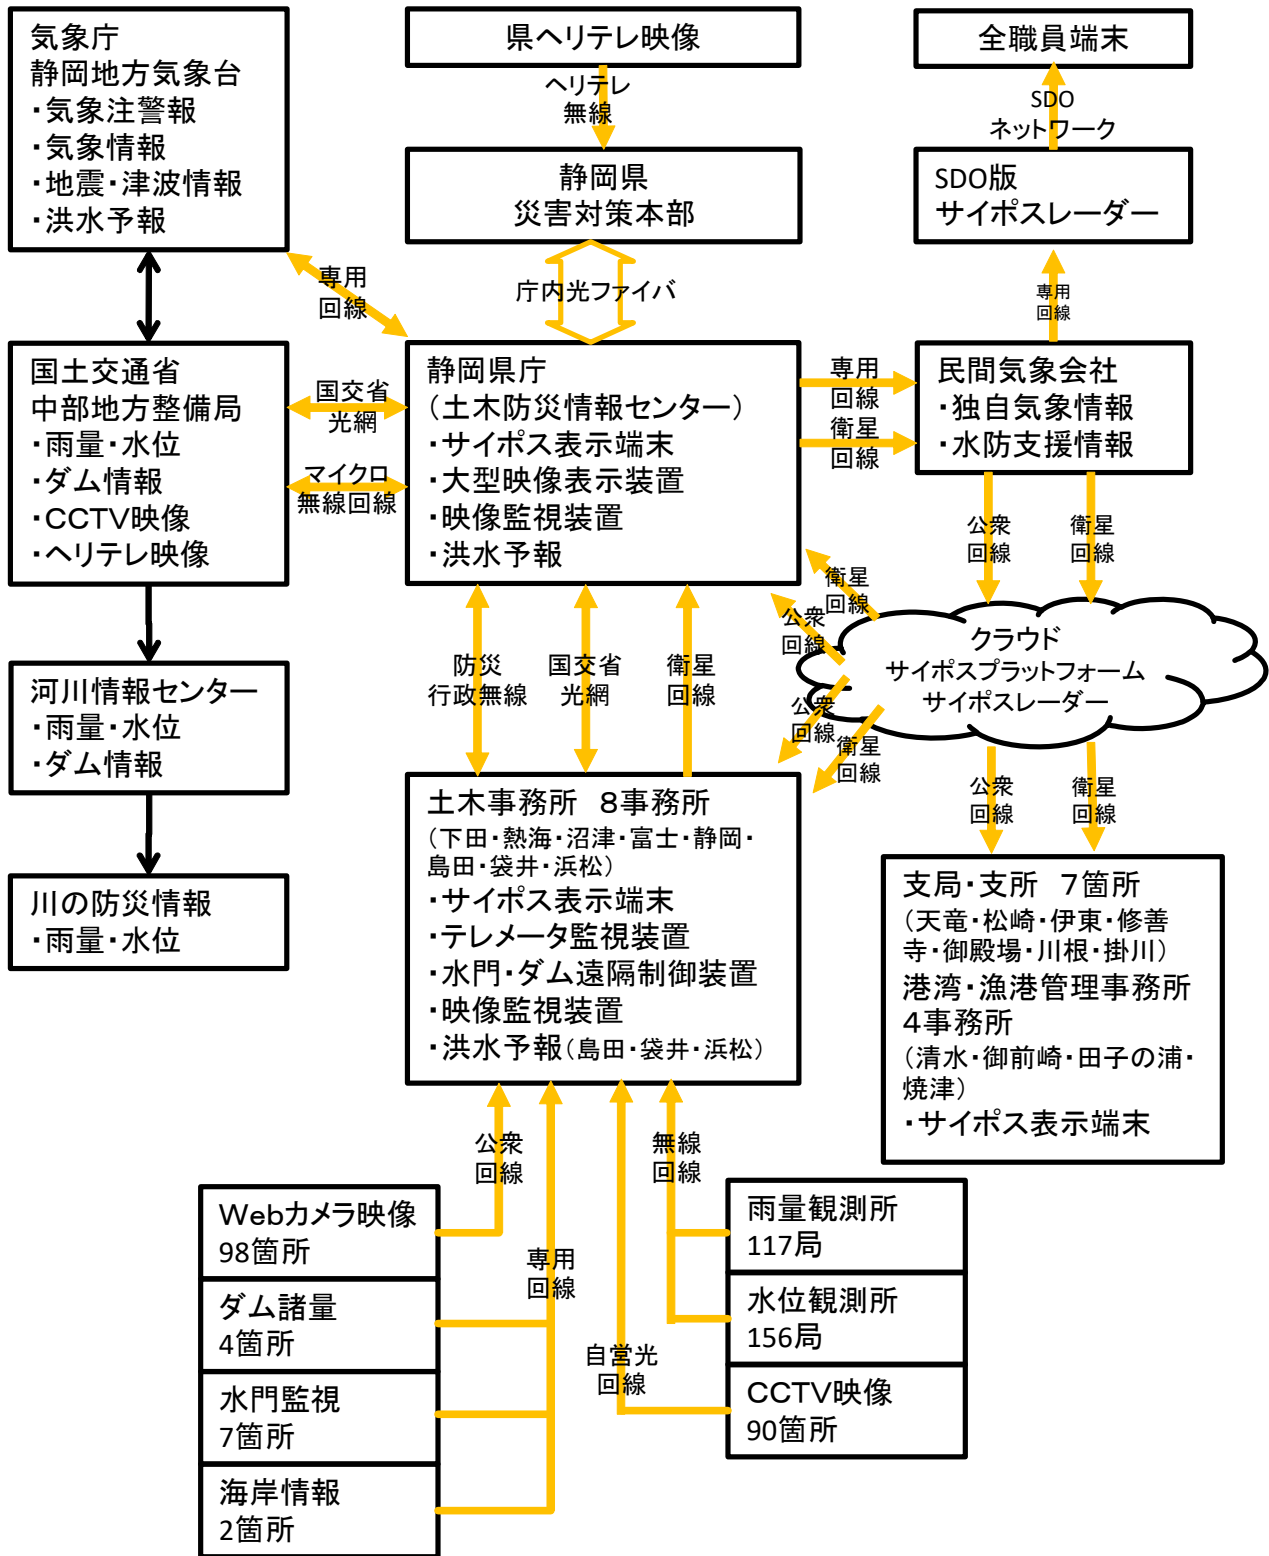 気象庁
静岡地方気象台
・気象注警報
・気象情報
・地震・津波情報
・洪水予報
県ヘリテレ映像
ヘリテレ
無線
静岡県
災害対策本部
庁内光ファイバ
全職員端末
SDO
ネットワーク
SDO版
サイポスレーダー
専用
回線
専用
回線
国土交通省
中部地方整備局
・雨量・水位
・ダム情報
・CCTV映像
・ヘリテレ映像
国交省
光網
マイクロ
無線回線
静岡県庁
（土木防災情報センター）
・サイポス表示端末
・大型映像表示装置
・映像監視装置
・洪水予報
専用
回線
衛星
回線
民間気象会社
・独自気象情報
・水防支援情報
公衆
回線
衛星
回線
衛星
回線
公衆
回線
クラウド
サイポスプラットフォーム
サイポスレーダー
公衆
回線
衛星
回線
公衆
回線
衛星
回線
河川情報センター
・雨量・水位
・ダム情報
川の防災情報
・雨量・水位
防災
行政無線
国交省
光網
衛星
回線
土木事務所　８事務所
（下田・熱海・沼津・富士・静岡・
島田・袋井・浜松）
・サイポス表示端末
・テレメータ監視装置
・水門・ダム遠隔制御装置
・映像監視装置
・洪水予報（島田・袋井・浜松）
支局・支所　７箇所
（天竜・松崎・伊東・修善
寺・御殿場・川根・掛川）
港湾・漁港管理事務所
４事務所
（清水・御前崎・田子の浦・
焼津）
・サイポス表示端末
公衆
回線
専用
回線
自営光
回線
無線
回線
Webカメラ映像
98箇所
ダム諸量
4箇所
水門監視
7箇所
海岸情報
2箇所
雨量観測所
117局
水位観測所
156局
CCTV映像
90箇所